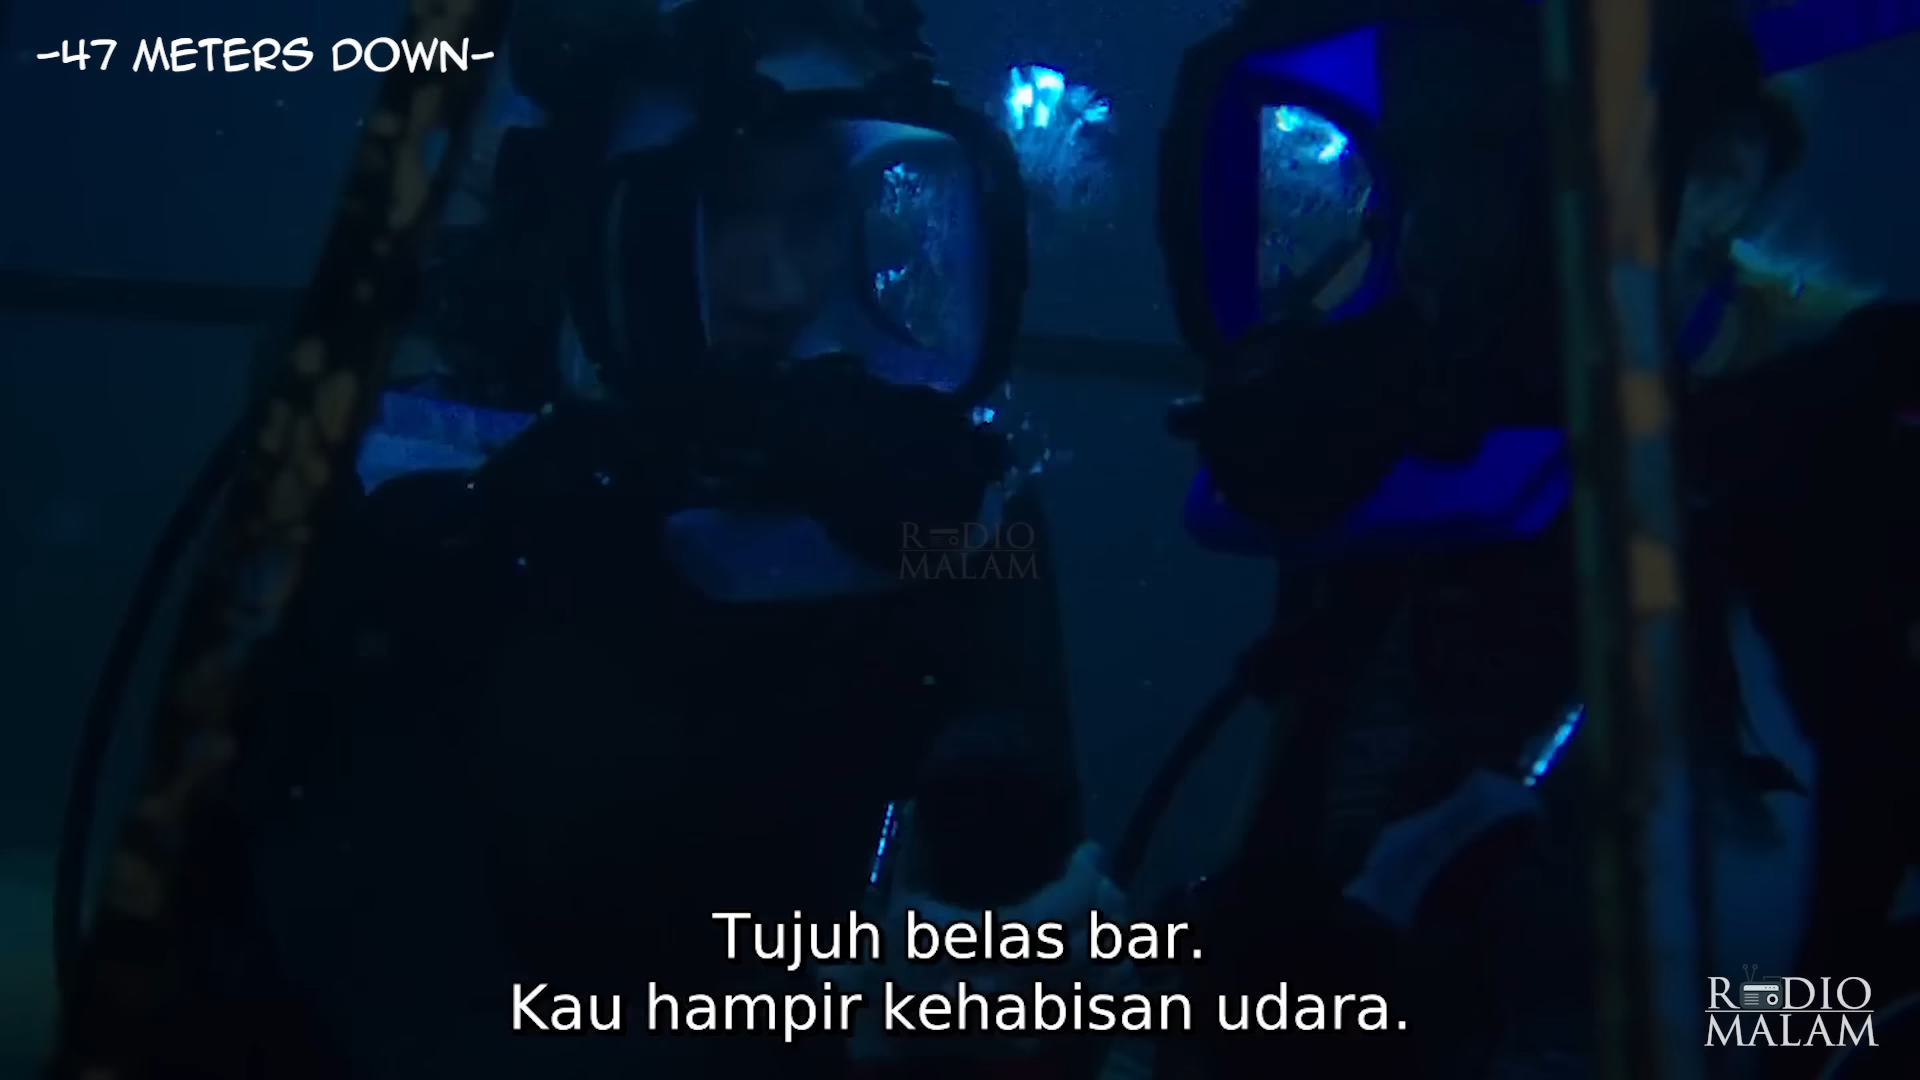 -47 METERS DOWN-
RADIO
MALAM
Tujuh belas bar.
Kau hampir kehabisan udara.
RADIO
MALAM